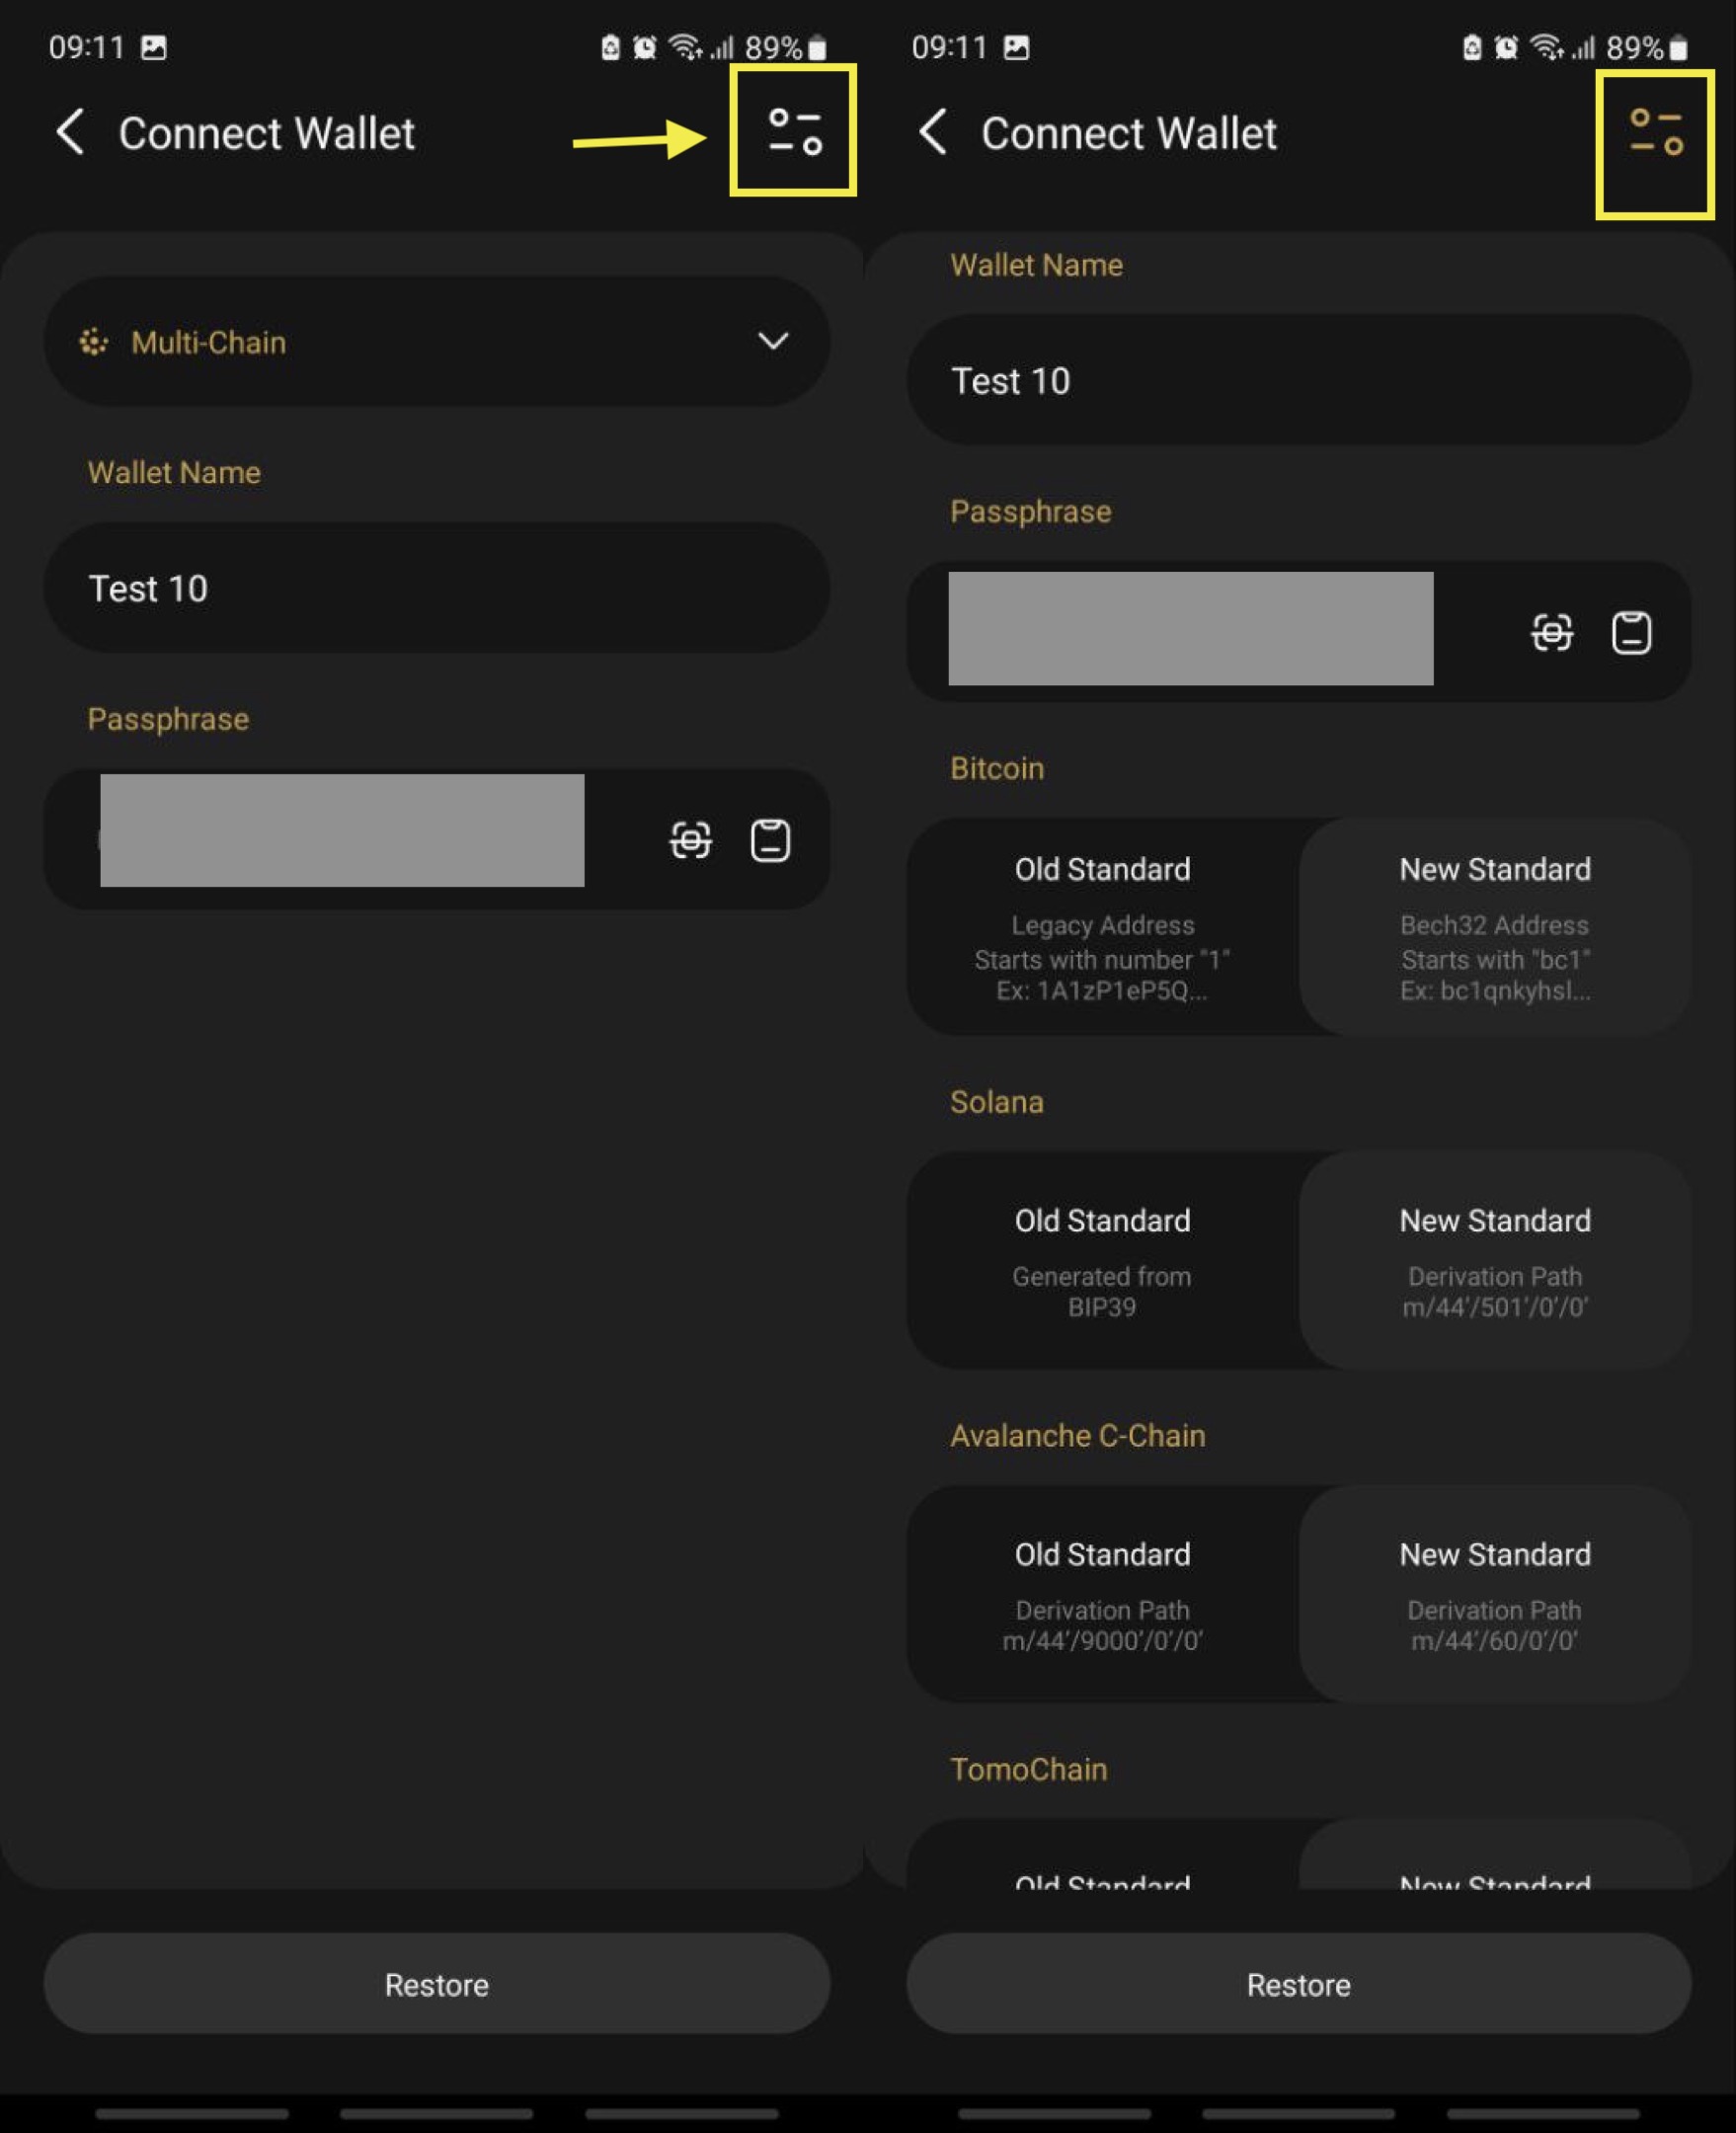 09:11
89%
Connect Wallet
Multi-Chain
Wallet Name
Test 10
Passphrase
Restore
09:11
89%
Connect Wallet
Wallet Name
Test 10
Passphrase
Bitcoin
Old Standard
Legacy Address
Starts with number "1"
Ex: 1A1zP1eP5Q...
New Standard
Bech32 Address
Starts with "bc1"
Ex: bc1qnkyhsl...
Solana
Old Standard
Generated from
BIP39
New Standard
Derivation Path
m/44'/501'/0'/0'
Avalanche C-Chain
Old Standard
Derivation Path
m/44'/9000'/0'/0'
New Standard
Derivation Path
m/44'/60/0'/0'
TomoChain
Old Standard
New Standard
Restore